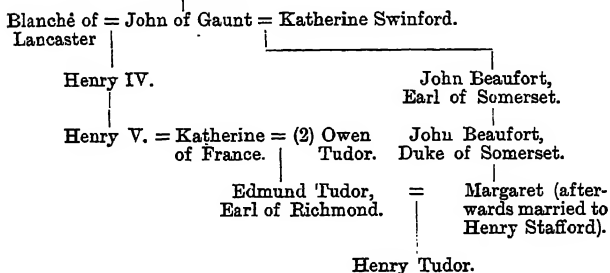 Blanche of = John of Gaunt = Katherine Swinford.
Lancaster
Henry IV.
John Beaufort,
Earl of Somerset.
Henry V. = Katherine = (2) Owen
of France. Tudor.
John Beaufort,
Duke of Somerset.
Edmund Tudor,
Earl of Richmond.
=
Margaret (after-
wards married to
Henry Stafford).
Henry Tudor.